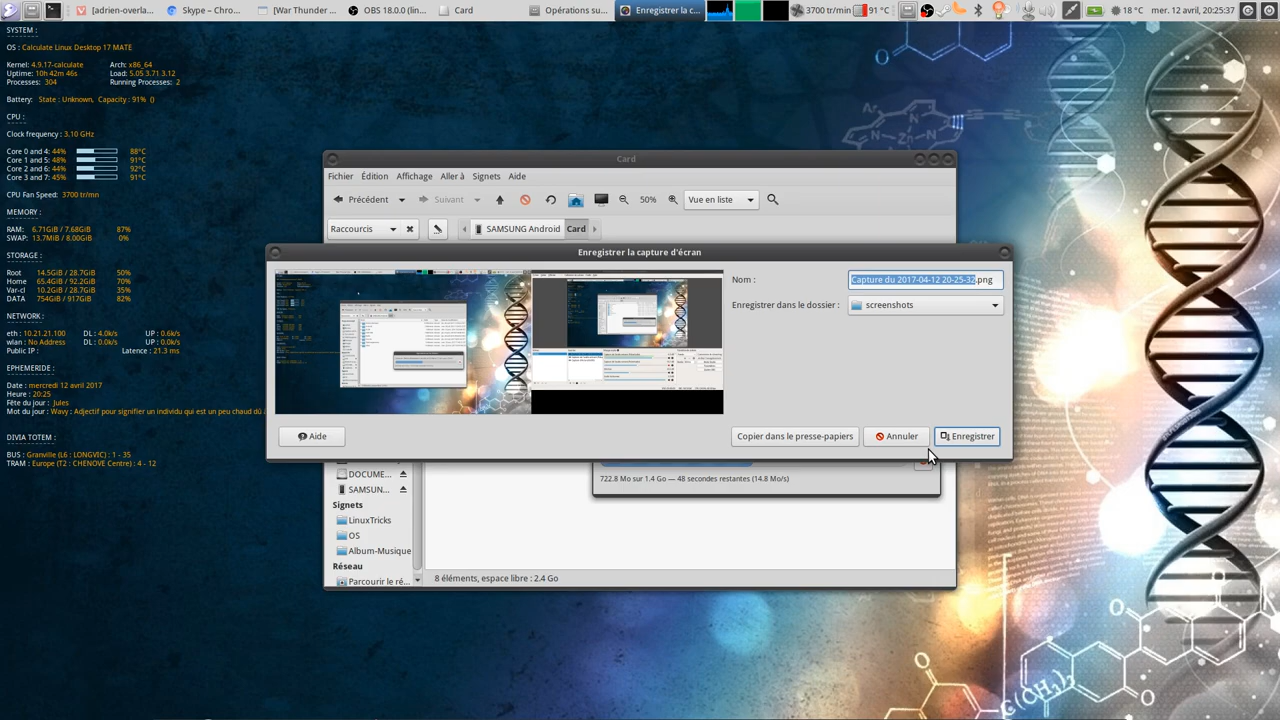 [adrien-overla...
Skype – Chro...
[War Thunder ...
OBS 18.0.0 (lin...
Card
Opérations su...
Enregistrer la c...
3700 tr/min
91 °C
18 °C
mer. 12 avril, 20:25:37
SYSTEM :
OS : Calculate Linux Desktop 17 MATE
Kernel: 4.9.17-calculate Arch: x86_64
Uptime: 10h 42m 46s Load: 5.05 3.71 3.12
Processes: 304 Running Processes: 2
Battery: State : Unknown, Capacity : 91% ()
CPU :
Clock frequency : 3,10 GHz
Core 0 and 4: 44% 88°C
Core 1 and 5: 48% 91°C
Core 2 and 6: 44% 92°C
Core 3 and 7: 45% 91°C
CPU Fan Speed: 3700 tr/mn
MEMORY :
RAM: 6.71GiB / 7.68GiB 87%
SWAP: 13.7MiB / 8.00GiB 0%
STORAGE :
Root 14.5GiB / 28.7GiB 50%
Home 65.4GiB / 92.2GiB 70%
Var-cl 10.2GiB / 28.7GiB 35%
DATA 754GiB / 917GiB 82%
NETWORK :
eth : 10.21.21.100 DL : 4.0k/s UP : 0.6k/s
wlan : No Address DL : 4.0k/s UP : 0.0k/s
Public IP : Latence : 21.3 ms
EPHEMERIDE :
Date : mercredi 12 avril 2017
Heure : 20:25
Fête du jour : Jules
Mot du jour : Wavy : Adjectif pour signifier un individu qui est un peu chaud dû
DIVIA TOTEM :
BUS : Granville (L6 : LONGVIC) : 1 - 35
TRAM : Europe (T2 : CHENOVE Centre) : 4 - 12
Card
Fichier Édition Affichage Aller à Signets Aide
Précédent Suivant 50% Vue en liste
Raccourcis SAMSUNG Android Card
Enregistrer la capture d'écran
Nom : Capture du 2017-04-12 20-25-32.png
Enregistrer dans le dossier : screenshots
Aide Copier dans le presse-papiers Annuler Enregistrer
DOCUME...
722.8 Mo sur 1.4 Go — 48 secondes restantes (14.8 Mo/s)
SAMSUN...
Signets
LinuxTricks
OS
Album-Musique
Réseau
Parcourir le ré...
8 éléments, espace libre : 2.4 Go